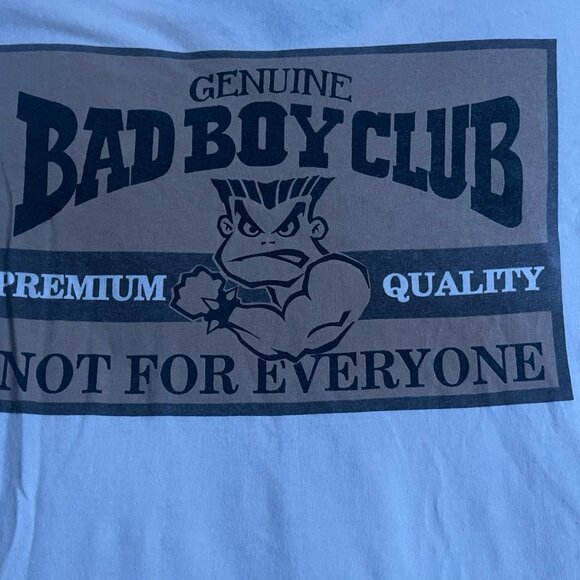 GENUINE
BAD BOY CLUB
PREMIUM QUALITY
NOT FOR EVERYONE